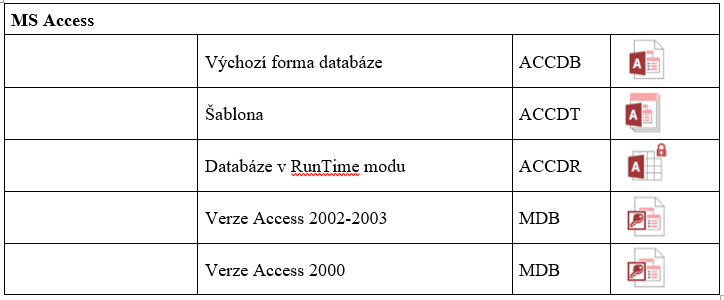 MS Access
Výchozí forma databáze ACCDB
Šablona ACCDT
Databáze v RunTime modu ACCDR
Verze Access 2002-2003 MDB
Verze Access 2000 MDB